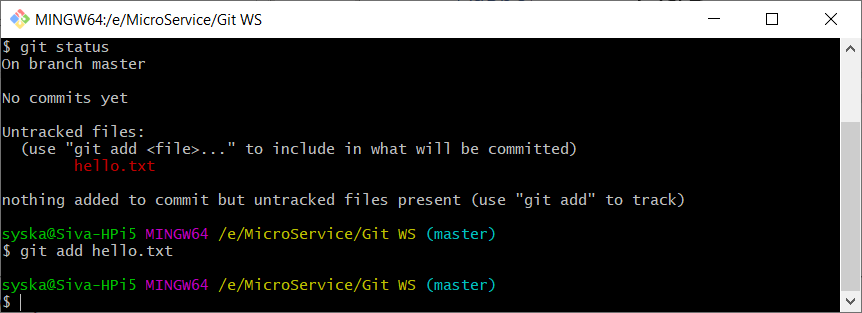 MINGW64:/e/MicroService/Git WS
$ git status
On branch master
No commits yet
Untracked files:
(use "git add <file>..." to include in what will be committed)
hello.txt
nothing added to commit but untracked files present (use "git add" to track)
syska@Siva-HPi5 MINGW64 /e/MicroService/Git WS (master)
$ git add hello.txt
syska@Siva-HPi5 MINGW64 /e/MicroService/Git WS (master)
$